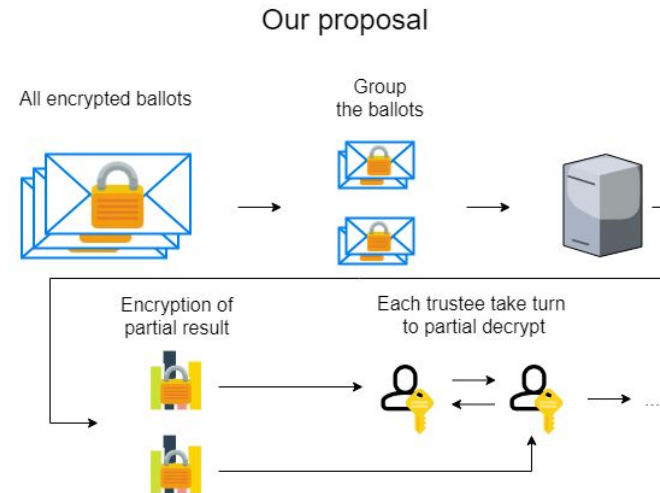 Our proposal
All encrypted ballots
Group
the ballots
Encryption of
partial result
Each trustee take turn
to partial decrypt
...